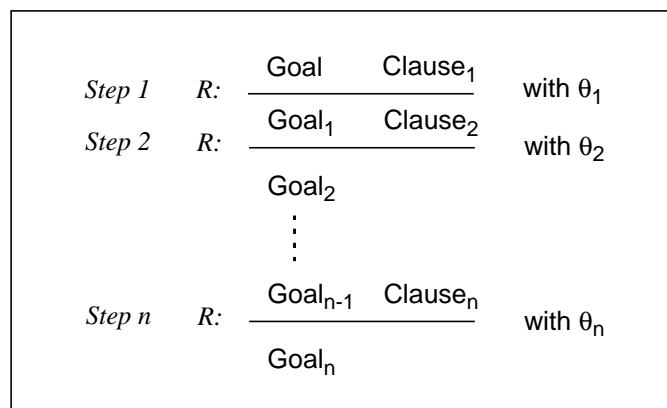 Goal Clause₁
Step 1 R: with θ₁
Goal₁ Clause₂
Step 2 R: with θ₂
Goal₂
Goalₙ₋₁ Clauseₙ
Step n R: with θₙ
Goalₙ